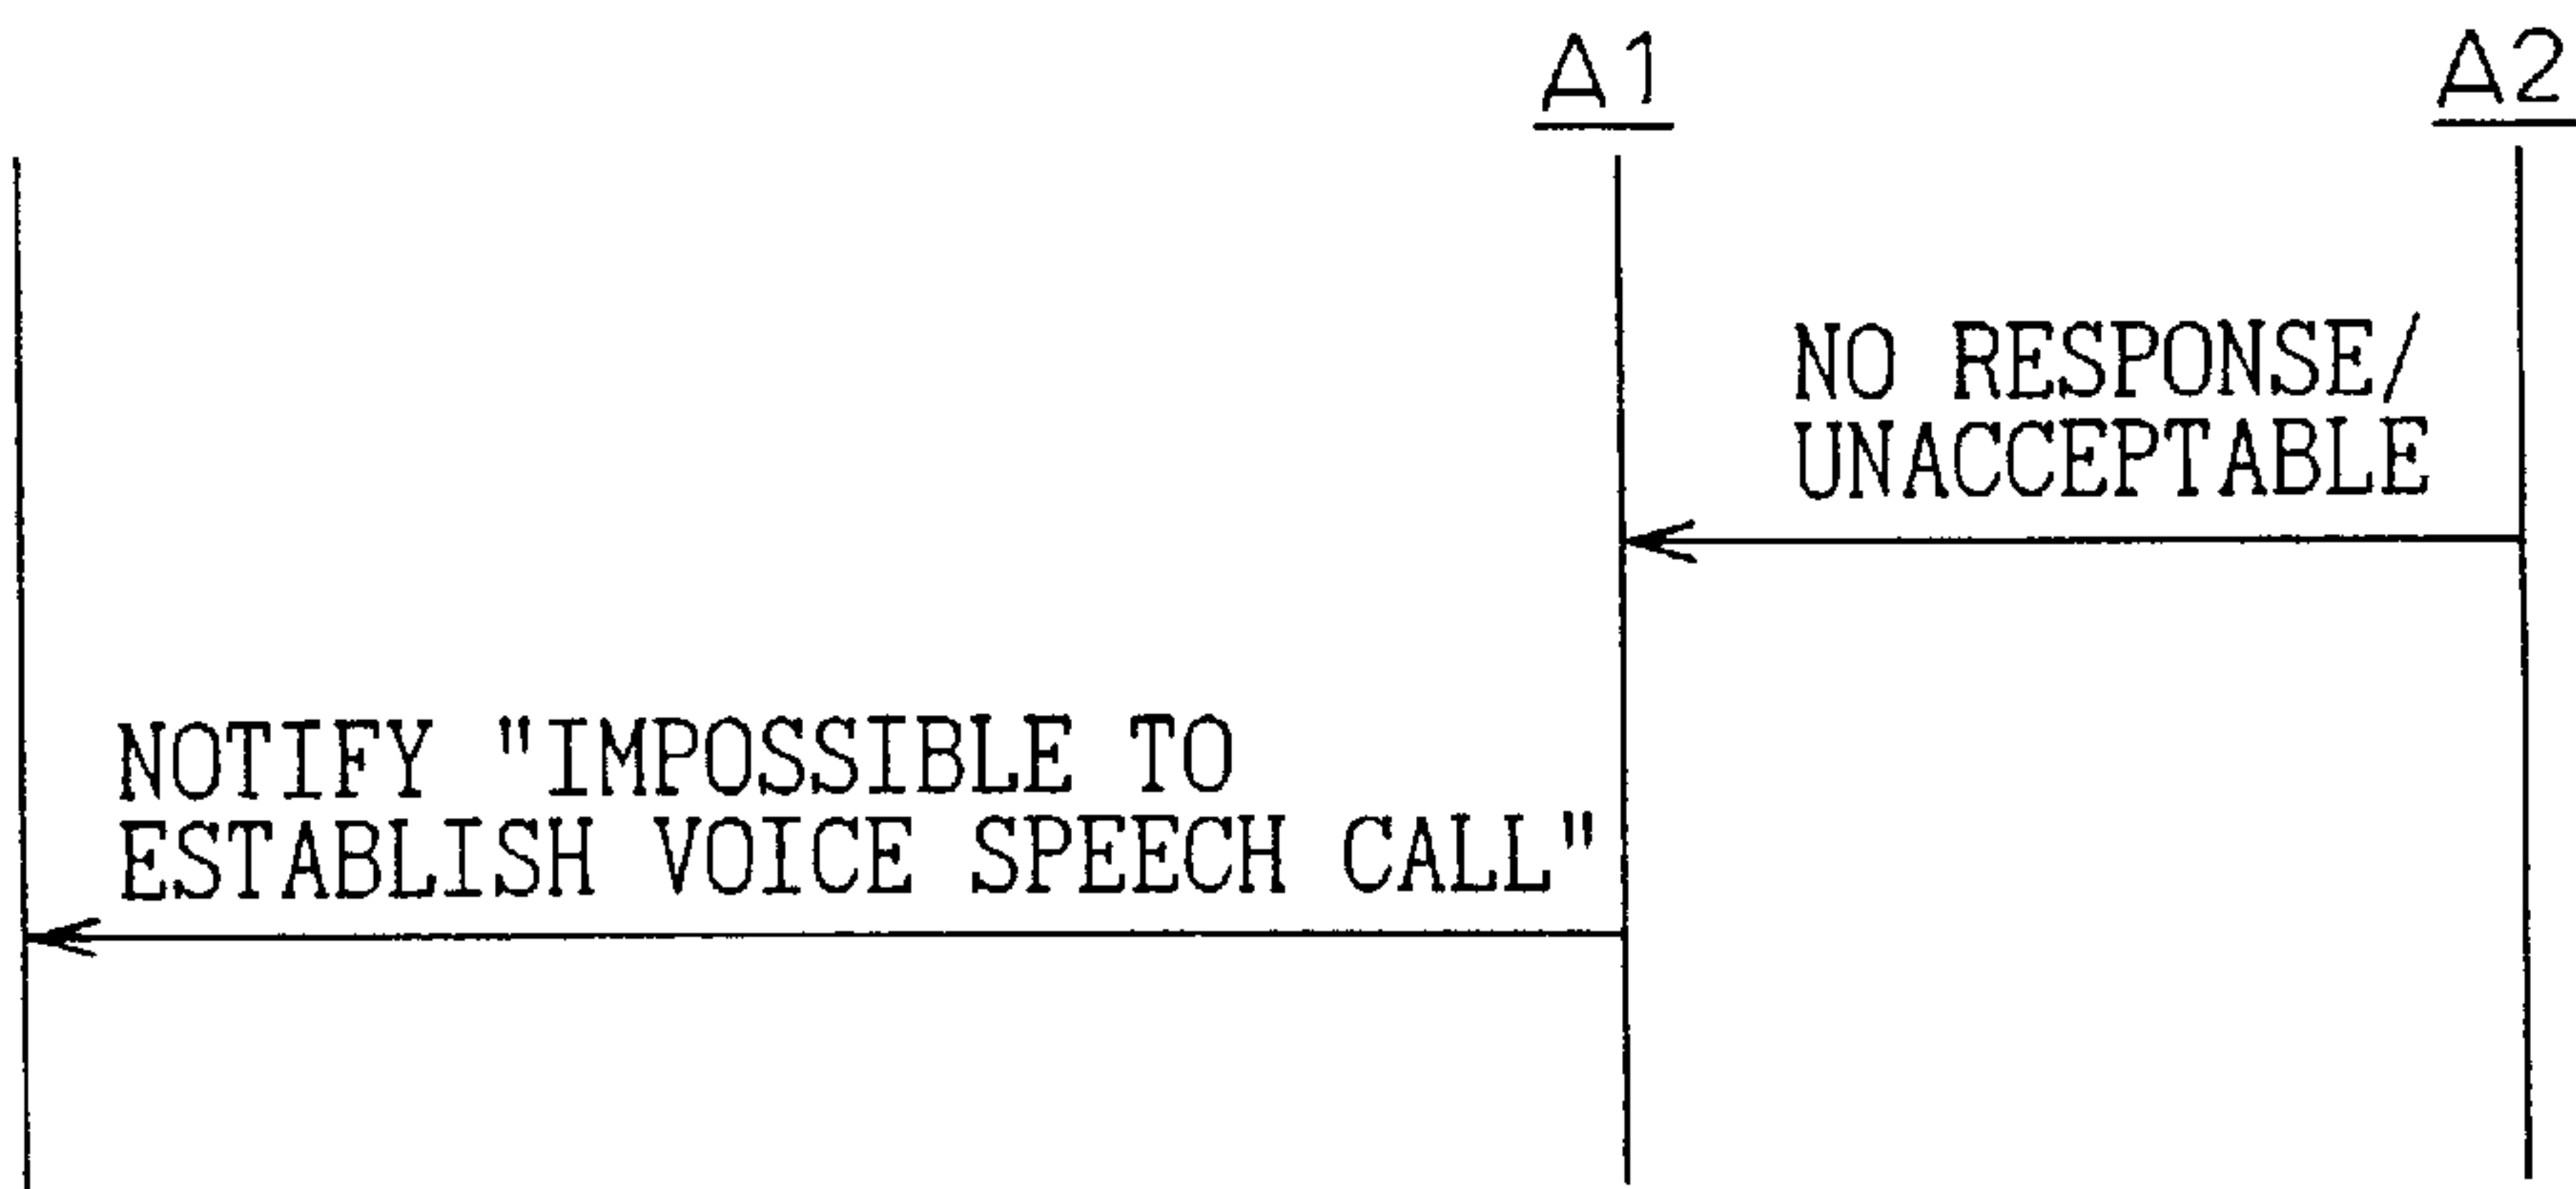 A1
A2
NO RESPONSE/
UNACCEPTABLE
NOTIFY "IMPOSSIBLE TO
ESTABLISH VOICE SPEECH CALL"